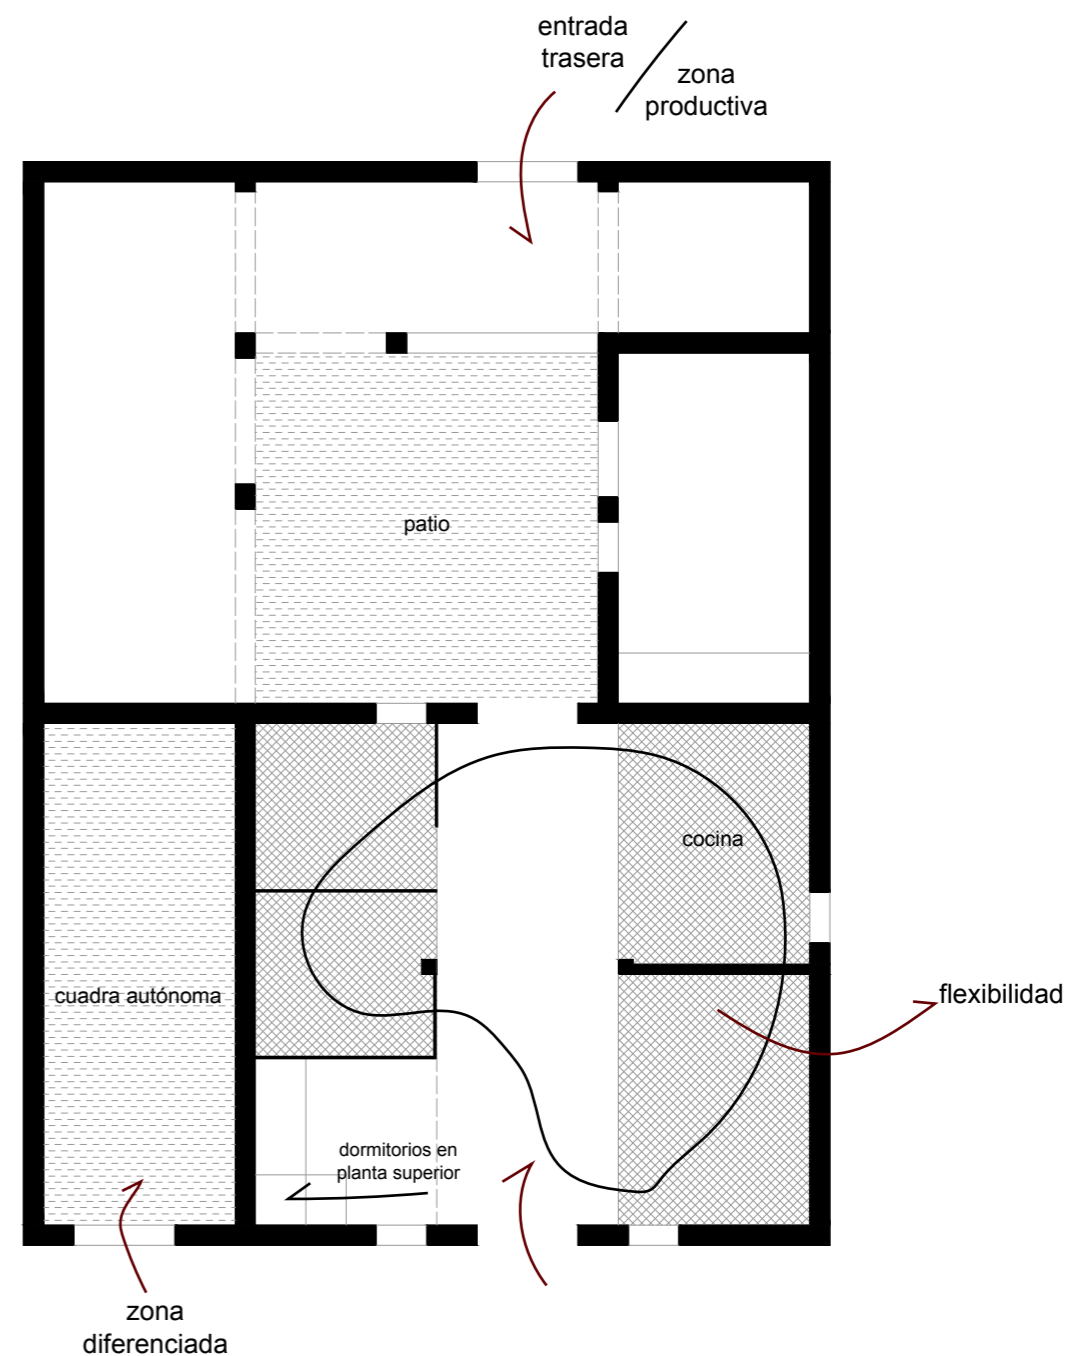 entrada
trasera
zona
productiva
patio
cocina
cuadra autónoma
flexibilidad
dormitorios en
planta superior
zona
diferenciada